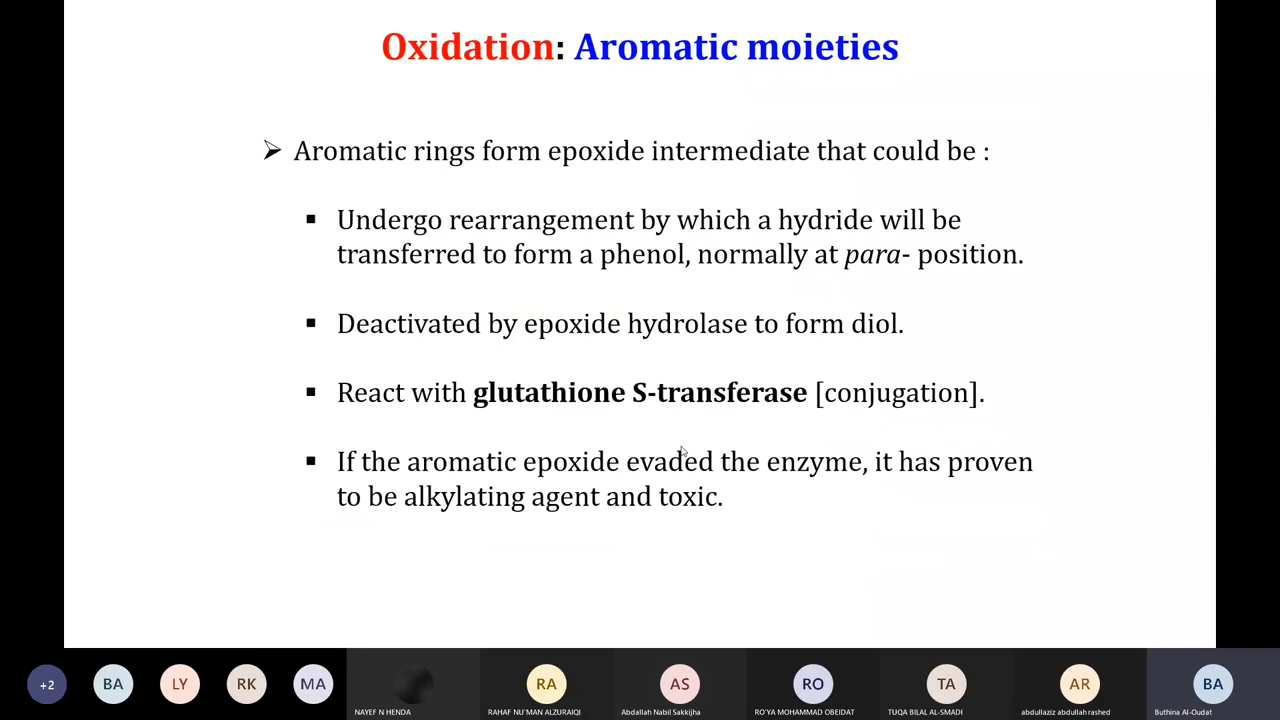 Oxidation: Aromatic moieties
➢ Aromatic rings form epoxide intermediate that could be :
▪ Undergo rearrangement by which a hydride will be
transferred to form a phenol, normally at para- position.
▪ Deactivated by epoxide hydrolase to form diol.
▪ React with glutathione S-transferase [conjugation].
▪ If the aromatic epoxide evaded the enzyme, it has proven
to be alkylating agent and toxic.
+2 BA LY RK MA RA AS RO TA AR BA
NAYEF N HENDA RAHAF NU'MAN ALZURAIQI Abdallah Nabil Sakkijha RO'YA MOHAMMAD OBEIDAT TUQA BILAL AL-SMADI abdullaziz abdullah rashed Buthina Al-Oudat